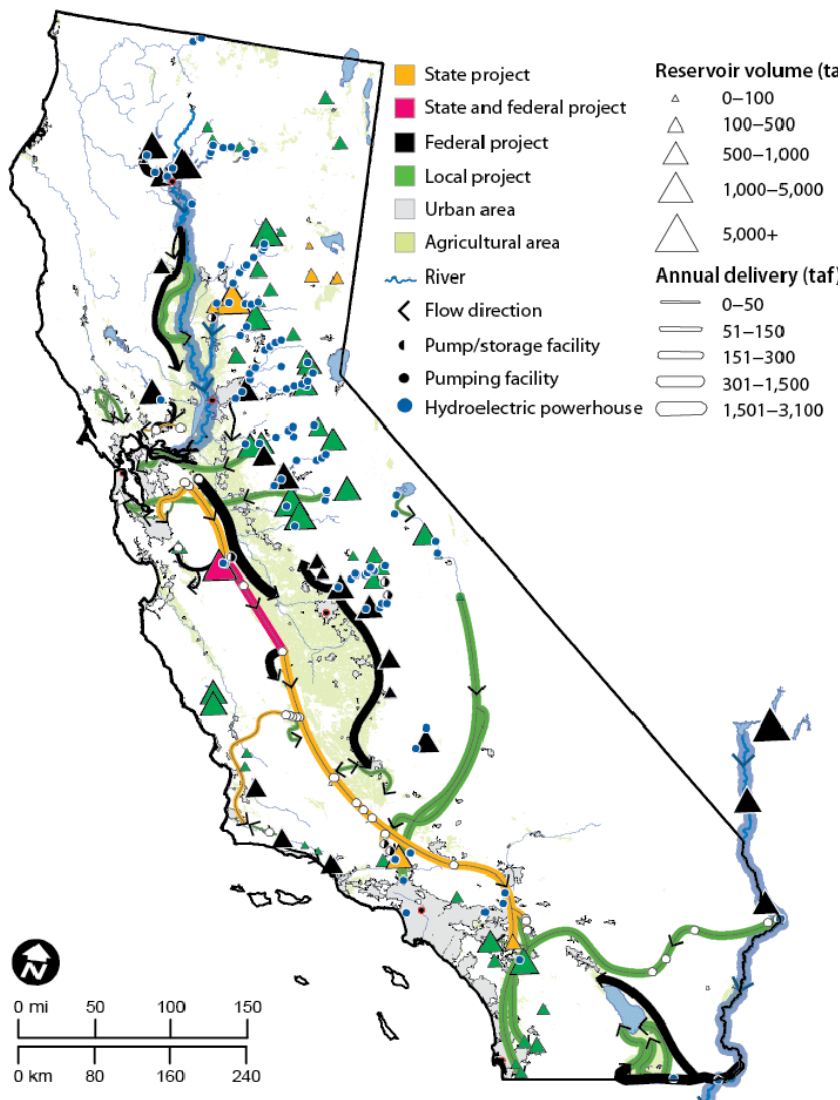 State project
State and federal project
Federal project
Local project
Urban area
Agricultural area
River
Flow direction
Pump/storage facility
Pumping facility
Hydroelectric powerhouse
Reservoir volume (ta
0–100
100–500
500–1,000
1,000–5,000
5,000+
Annual delivery (taf)
0–50
51–150
151–300
301–1,500
1,501–3,100
N
0 mi 50 100 150
0 km 80 160 240